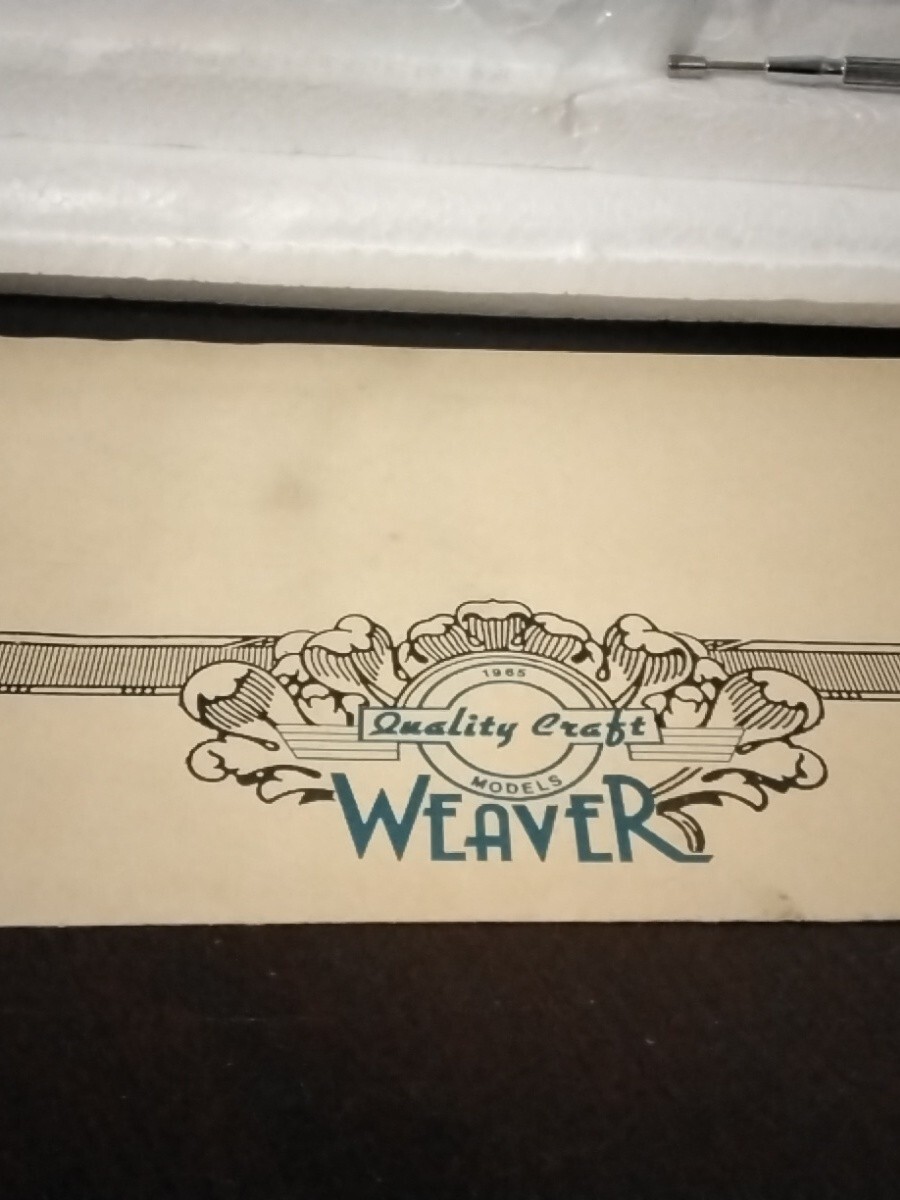 1965
Quality Craft
MODELS
WEAVER